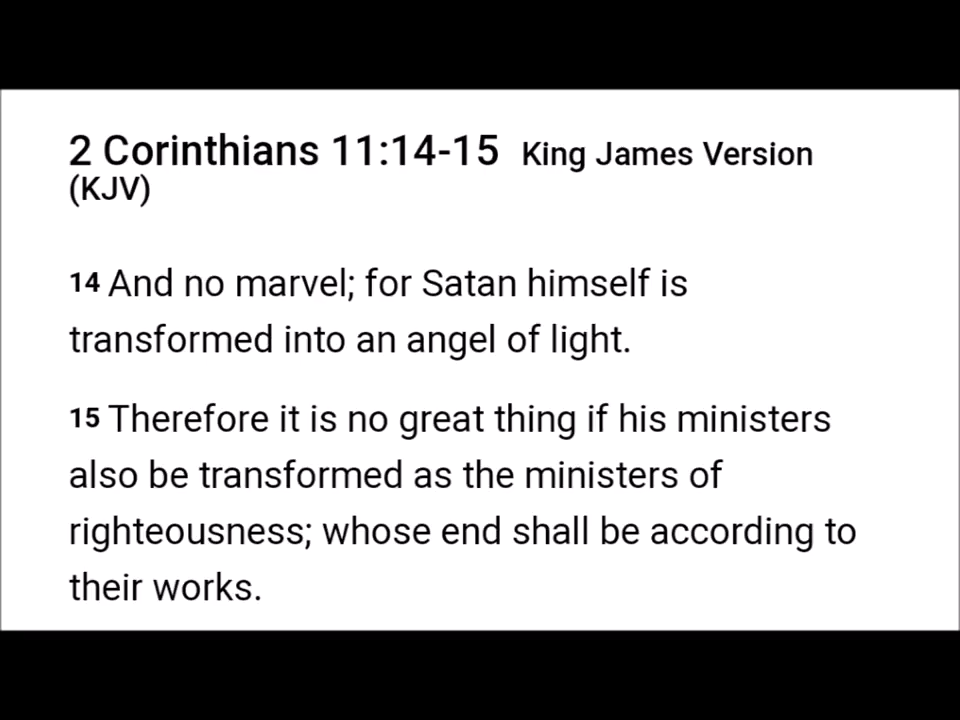 2 Corinthians 11:14-15 King James Version
(KJV)
14 And no marvel; for Satan himself is
transformed into an angel of light.
15 Therefore it is no great thing if his ministers
also be transformed as the ministers of
righteousness; whose end shall be according to
their works.